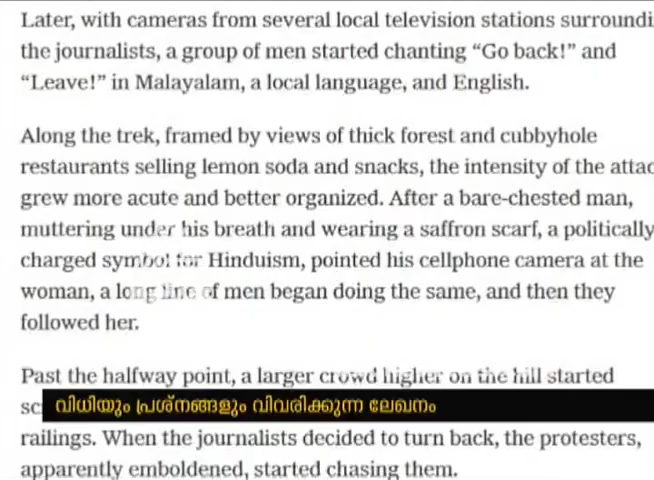 Later, with cameras from several local television stations surroundi
the journalists, a group of men started chanting “Go back!” and
“Leave!” in Malayalam, a local language, and English.
Along the trek, framed by views of thick forest and cubbyhole
restaurants selling lemon soda and snacks, the intensity of the attac
grew more acute and better organized. After a bare-chested man,
muttering under his breath and wearing a saffron scarf, a politically
charged symbol for Hinduism, pointed his cellphone camera at the
woman, a long line of men began doing the same, and then they
followed her.
Past the halfway point, a larger crowd higher on the hill started
sc
വിധിയും പ്രശ്നങ്ങളും വിവരിക്കുന്ന ലേഖനം
railings. When the journalists decided to turn back, the protesters,
apparently emboldened, started chasing them.